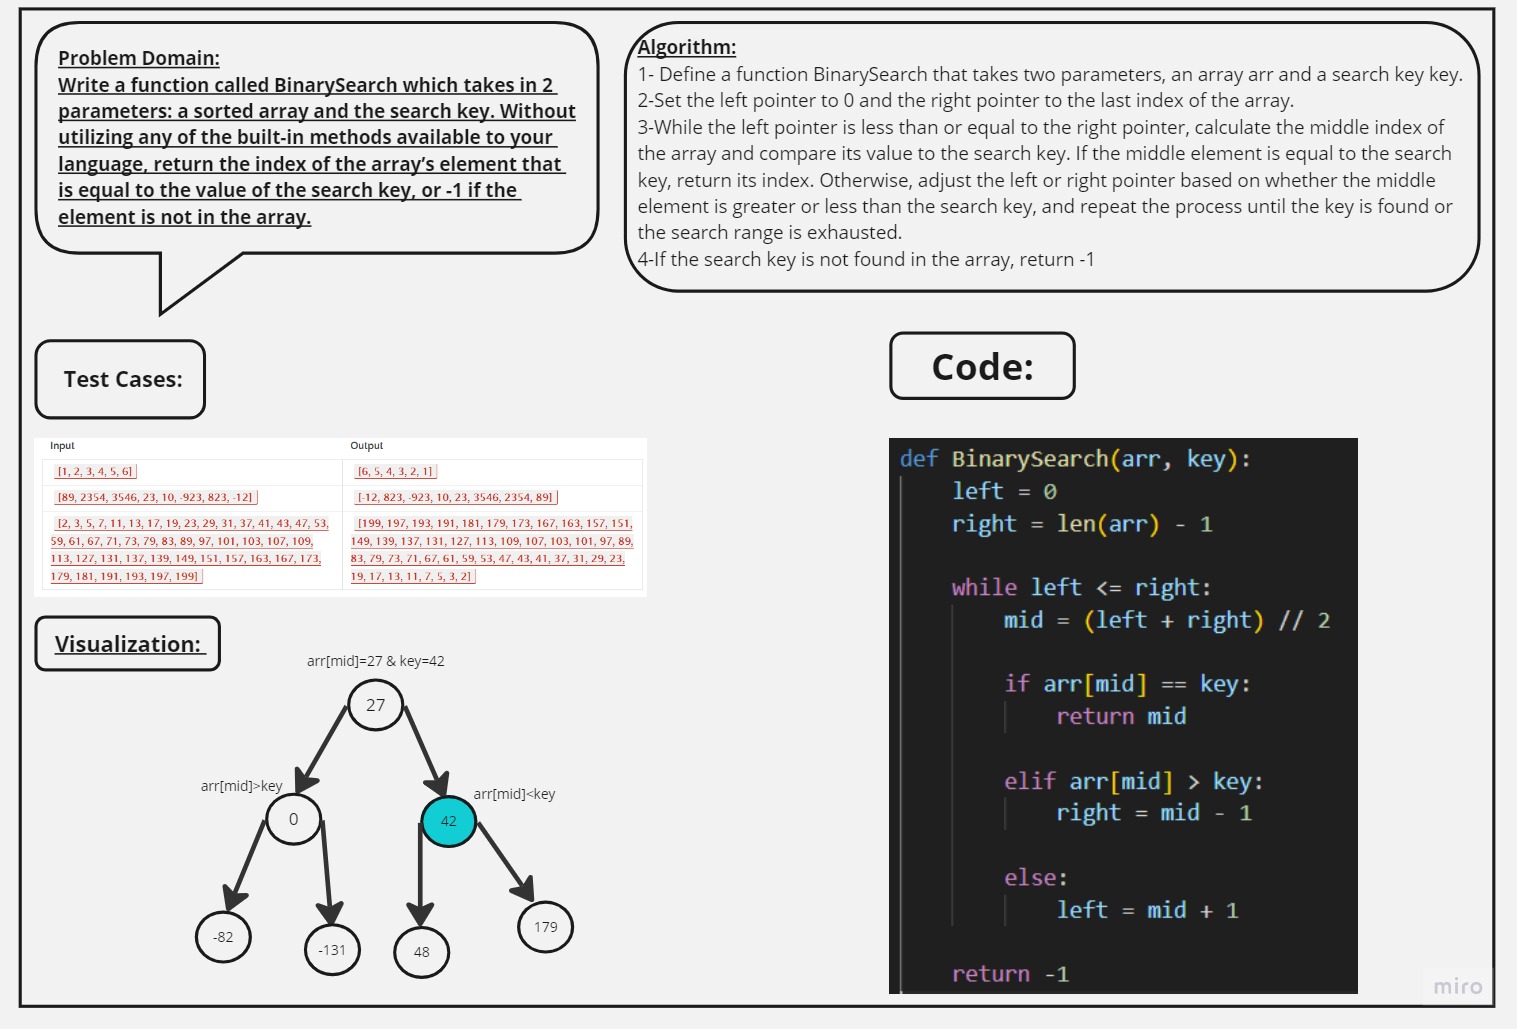 Problem Domain:
Write a function called BinarySearch which takes in 2
parameters: a sorted array and the search key. Without
utilizing any of the built-in methods available to your
language, return the index of the array’s element that
is equal to the value of the search key, or -1 if the
element is not in the array.
Algorithm:
1- Define a function BinarySearch that takes two parameters, an array arr and a search key key.
2-Set the left pointer to 0 and the right pointer to the last index of the array.
3-While the left pointer is less than or equal to the right pointer, calculate the middle index of
the array and compare its value to the search key. If the middle element is equal to the search
key, return its index. Otherwise, adjust the left or right pointer based on whether the middle
element is greater or less than the search key, and repeat the process until the key is found or
the search range is exhausted.
4-If the search key is not found in the array, return -1
Test Cases:
Input
Output
[1, 2, 3, 4, 5, 6]
[6, 5, 4, 3, 2, 1]
[89, 2354, 3546, 23, 10, -923, 823, -12]
[-12, 823, -923, 10, 23, 3546, 2354, 89]
[2, 3, 5, 7, 11, 13, 17, 19, 23, 29, 31, 37, 41, 43, 47, 53,
59, 61, 67, 71, 73, 79, 83, 89, 97, 101, 103, 107, 109,
113, 127, 131, 137, 139, 149, 151, 157, 163, 167, 173,
179, 181, 191, 193, 197, 199]
[199, 197, 193, 191, 181, 179, 173, 167, 163, 157, 151,
149, 139, 137, 131, 127, 113, 109, 107, 103, 101, 97, 89,
83, 79, 73, 71, 67, 61, 59, 53, 47, 43, 41, 37, 31, 29, 23,
19, 17, 13, 11, 7, 5, 3, 2]
Visualization:
arr[mid]=27 & key=42
27
arr[mid]>key
arr[mid]<key
0
42
-82
-131
48
179
Code:
def BinarySearch(arr, key):
    left = 0
    right = len(arr) - 1
    while left <= right:
        mid = (left + right) // 2
        if arr[mid] == key:
            return mid
        elif arr[mid] > key:
            right = mid - 1
        else:
            left = mid + 1
    return -1
miro